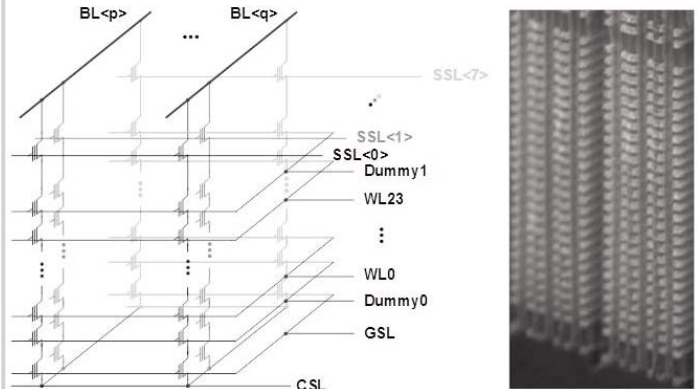 BL<p>
BL<q>
SSL<7>
SSL<1>
SSL<0>
Dummy1
WL23
WL0
Dummy0
GSL
CSL